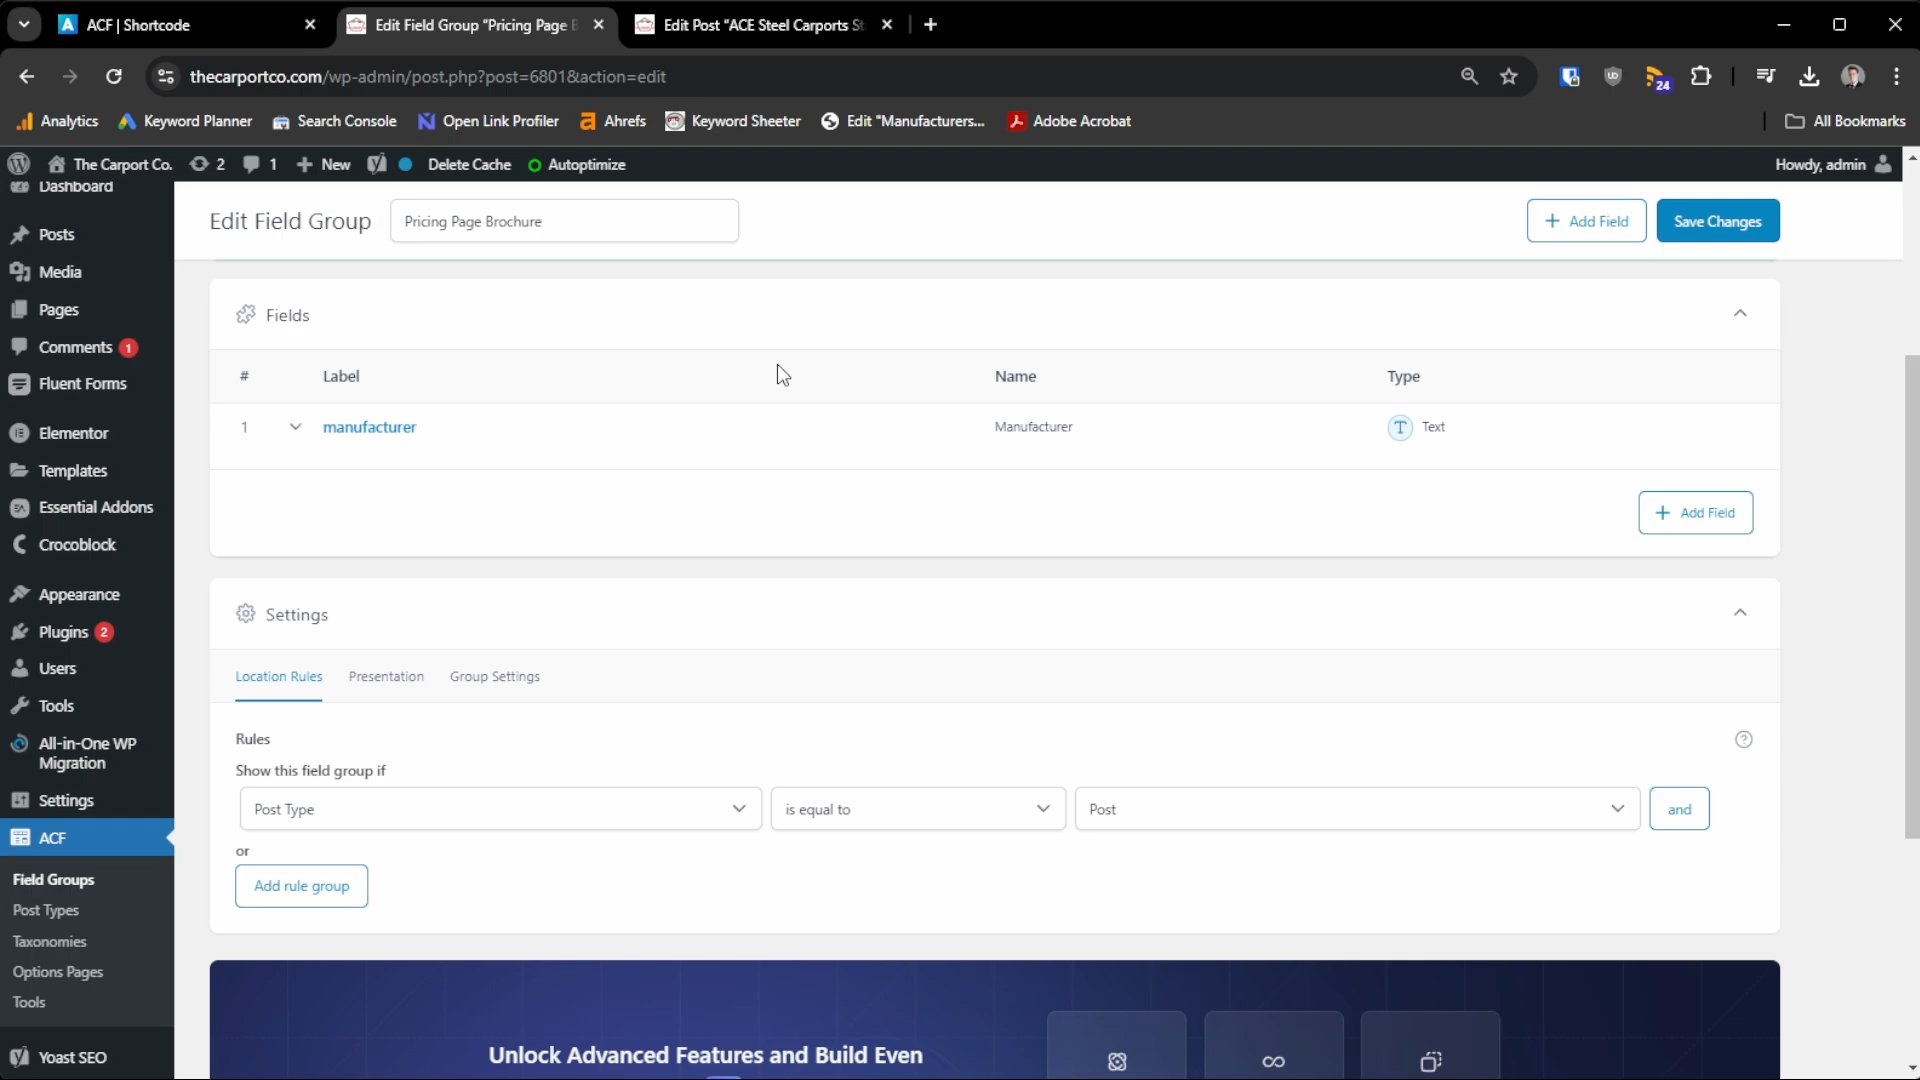 ACF | Shortcode
Edit Field Group "Pricing Page B
Edit Post "ACE Steel Carports St
thecarportco.com/wp-admin/post.php?post=6801&action=edit
24
Analytics
Keyword Planner
Search Console
Open Link Profiler
Ahrefs
Keyword Sheeter
Edit "Manufacturers...
Adobe Acrobat
All Bookmarks
The Carport Co.
2
1
New
Delete Cache
Autoptimize
Howdy, admin
Dashboard
Posts
Media
Pages
Comments 1
Fluent Forms
Elementor
Templates
Essential Addons
Crocoblock
Appearance
Plugins 2
Users
Tools
All-in-One WP
Migration
Settings
ACF
Field Groups
Post Types
Taxonomies
Options Pages
Tools
Yoast SEO
Edit Field Group
Pricing Page Brochure
+ Add Field
Save Changes
Fields
# Label Name Type
1 manufacturer Manufacturer T Text
+ Add Field
Settings
Location Rules Presentation Group Settings
Rules
?
Show this field group if
Post Type
is equal to
Post
and
or
Add rule group
Unlock Advanced Features and Build Even